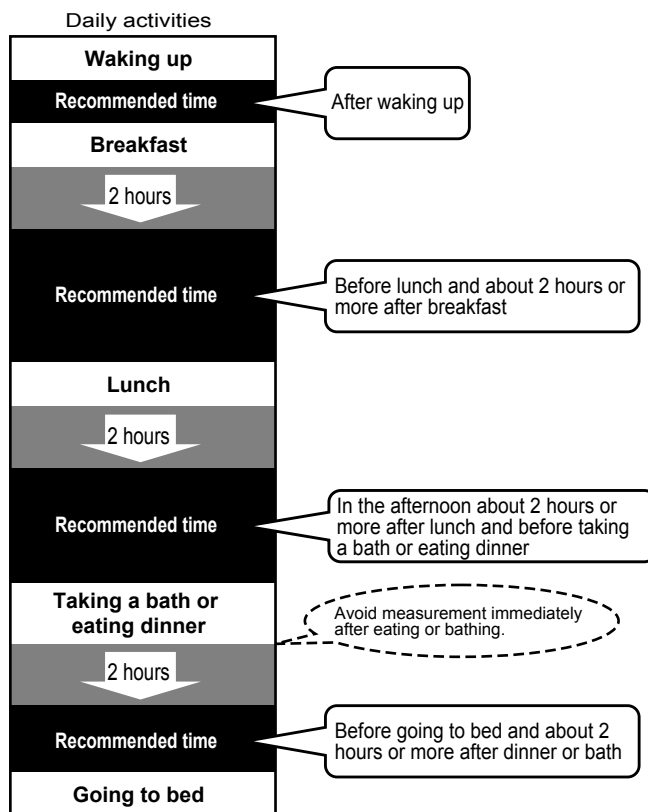 Daily activities
Waking up
Recommended time
After waking up
Breakfast
2 hours
Recommended time
Before lunch and about 2 hours or
more after breakfast
Lunch
2 hours
Recommended time
In the afternoon about 2 hours or
more after lunch and before taking
a bath or eating dinner
Taking a bath or
eating dinner
Avoid measurement immediately
after eating or bathing.
2 hours
Recommended time
Before going to bed and about 2
hours or more after dinner or bath
Going to bed